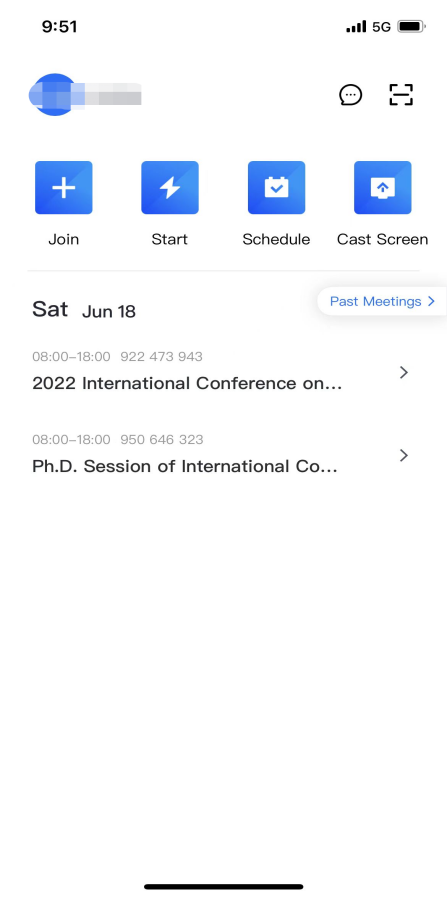 9:51
5G
Join
Start
Schedule
Cast Screen
Sat Jun 18
Past Meetings
08:00–18:00 922 473 943
2022 International Conference on...
08:00–18:00 950 646 323
Ph.D. Session of International Co...